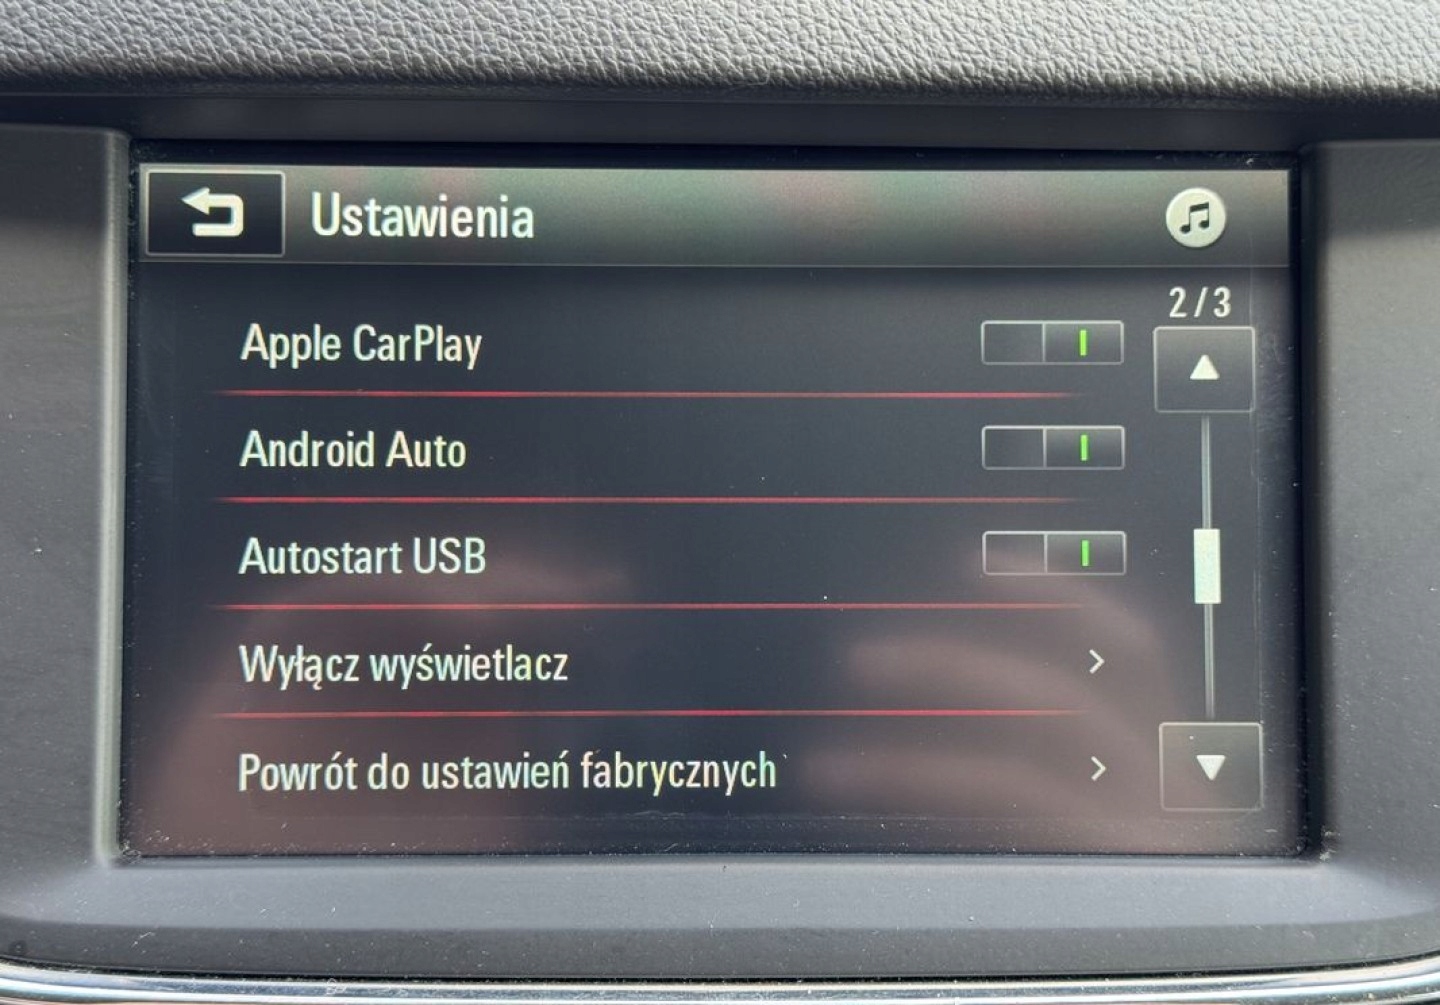 Ustawienia
2/3
Apple CarPlay
Android Auto
Autostart USB
Wyłącz wyświetlacz
Powrót do ustawień fabrycznych